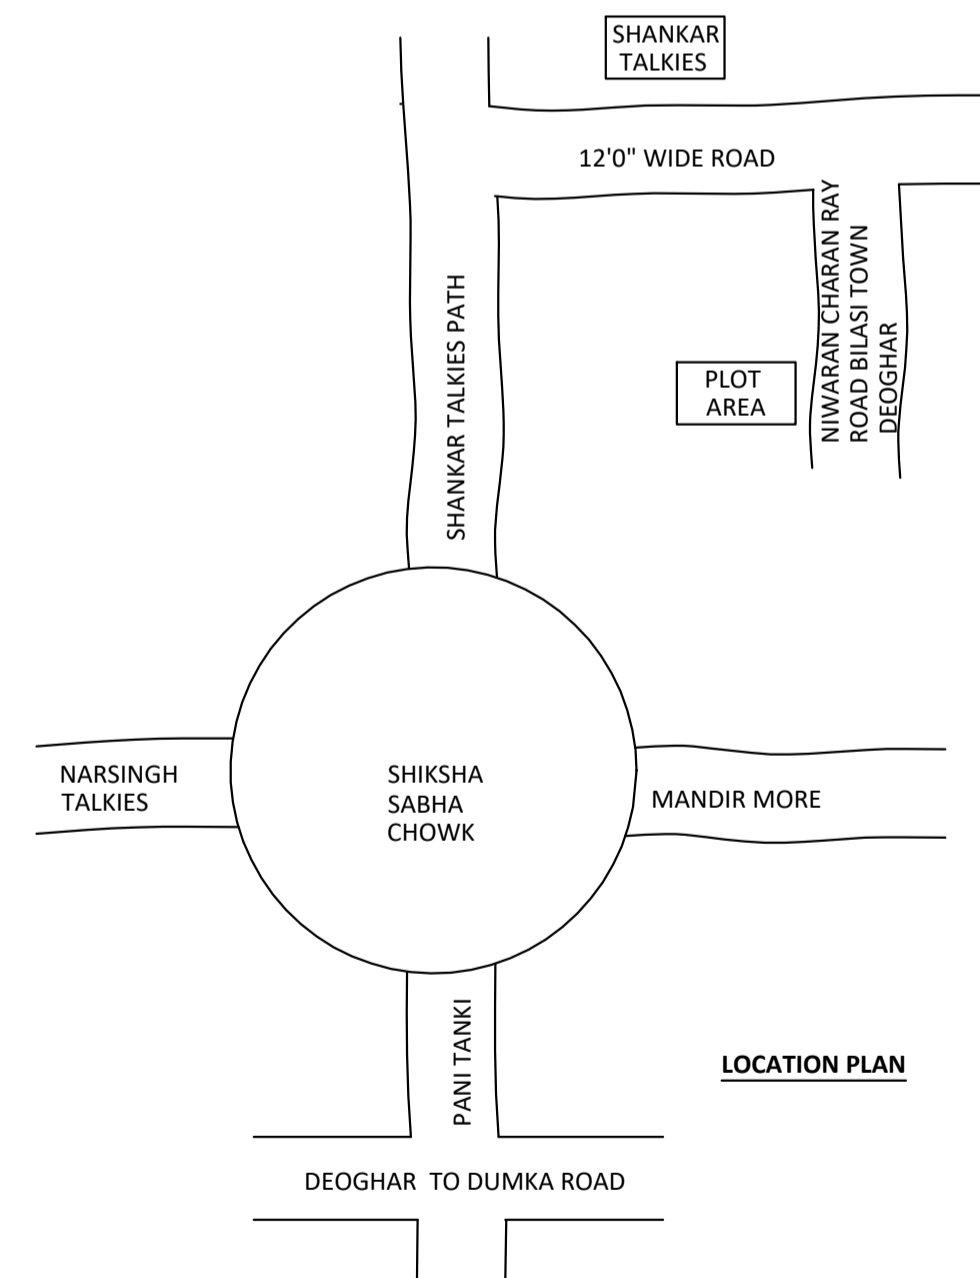 SHANKAR
TALKIES
12'0" WIDE ROAD
NIWARAN CHARAN RAY
ROAD BILASI TOWN
DEOGHAR
SHANKAR TALKIES PATH
PLOT
AREA
NARSINGH
TALKIES
SHIKSHA
SABHA
CHOWK
MANDIR MORE
PANI TANKI
LOCATION PLAN
DEOGHAR TO DUMKA ROAD